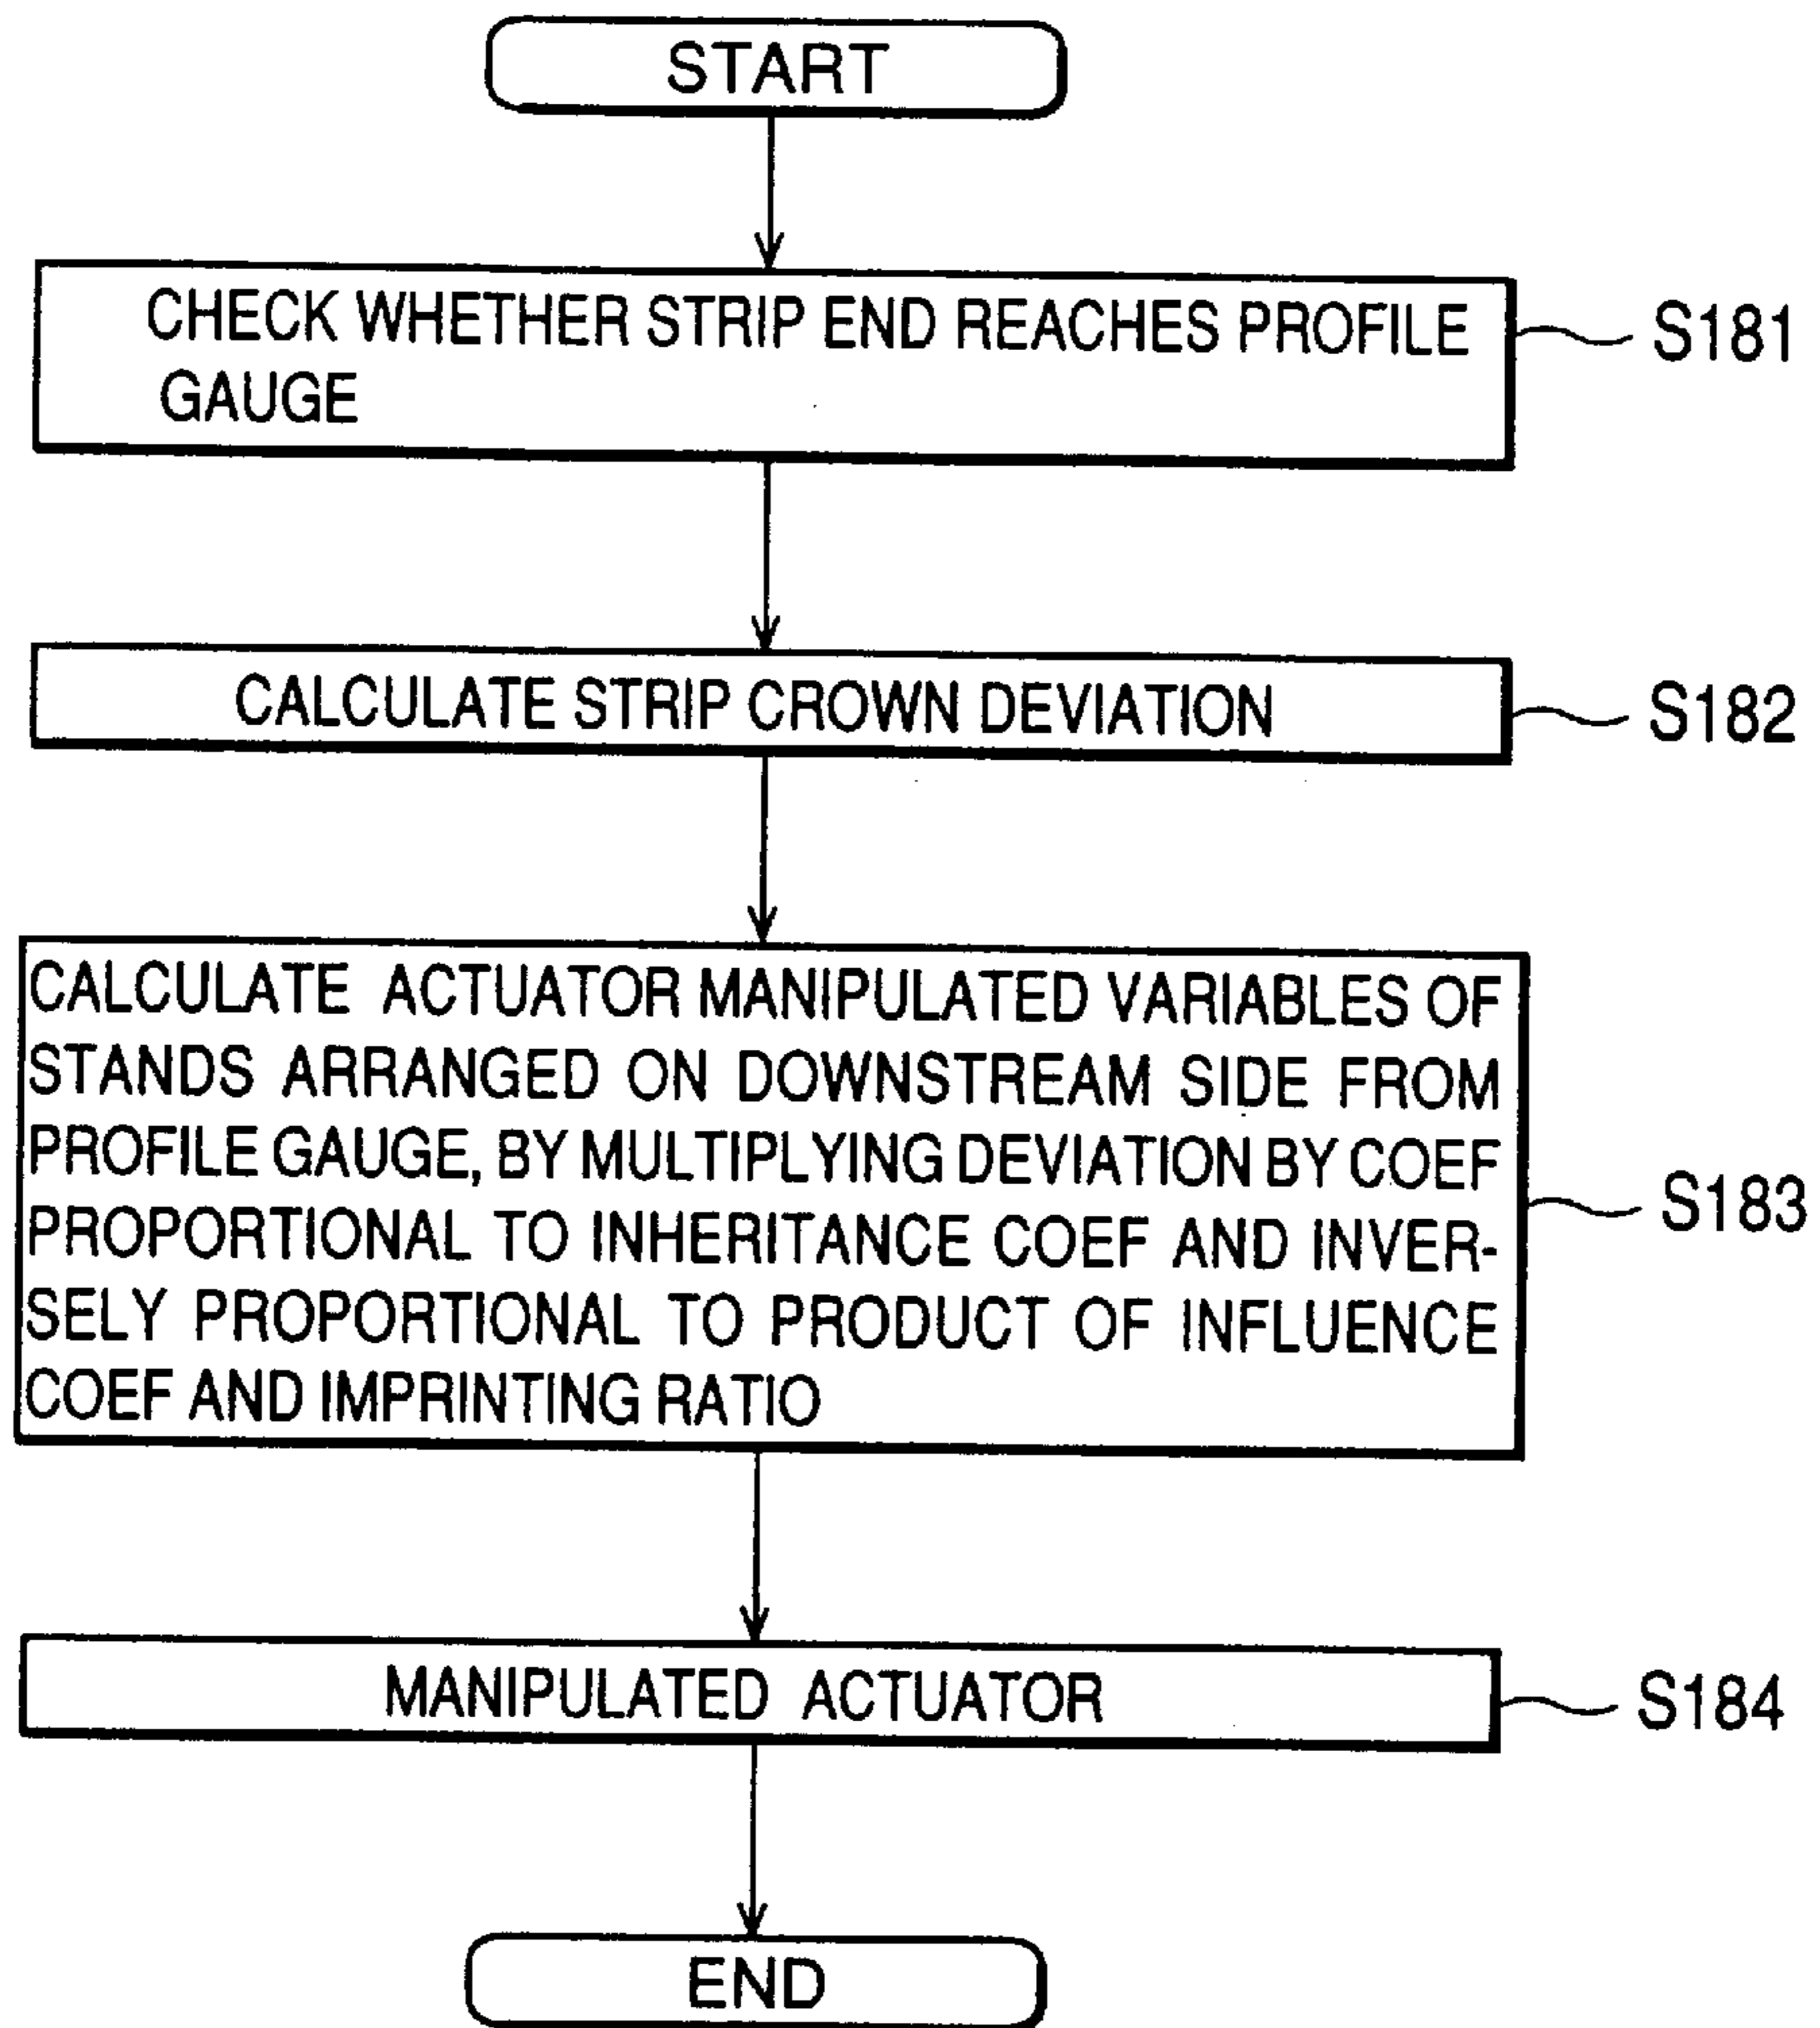 START
CHECK WHETHER STRIP END REACHES PROFILE
GAUGE
S181
CALCULATE STRIP CROWN DEVIATION
S182
CALCULATE ACTUATOR MANIPULATED VARIABLES OF
STANDS ARRANGED ON DOWNSTREAM SIDE FROM
PROFILE GAUGE, BY MULTIPLYING DEVIATION BY COEF
PROPORTIONAL TO INHERITANCE COEF AND INVER-
SELY PROPORTIONAL TO PRODUCT OF INFLUENCE
COEF AND IMPRINTING RATIO
S183
MANIPULATED ACTUATOR
S184
END